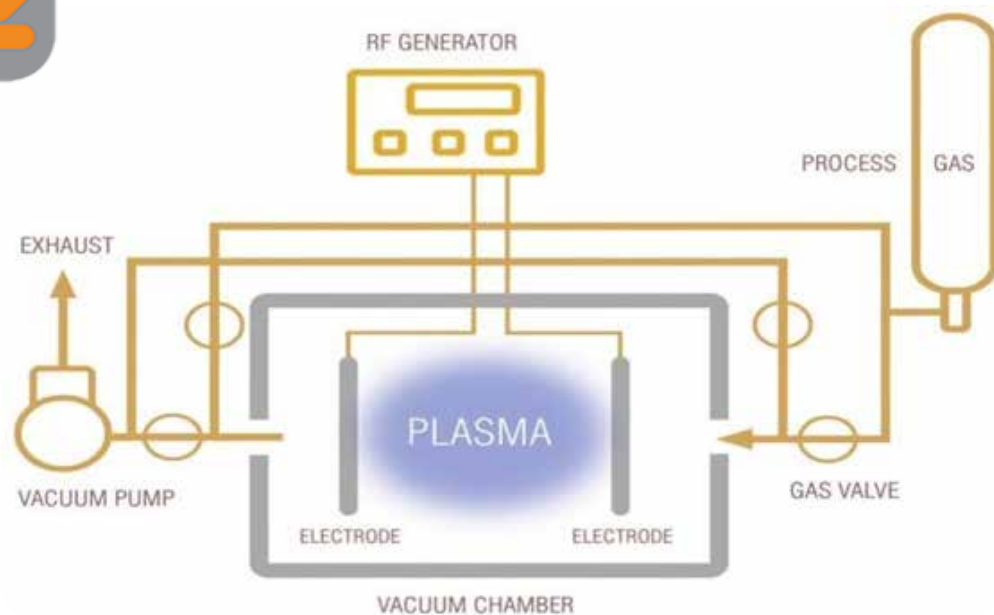 RF GENERATOR
PROCESS
GAS
EXHAUST
PLASMA
VACUUM PUMP
GAS VALVE
ELECTRODE
ELECTRODE
VACUUM CHAMBER